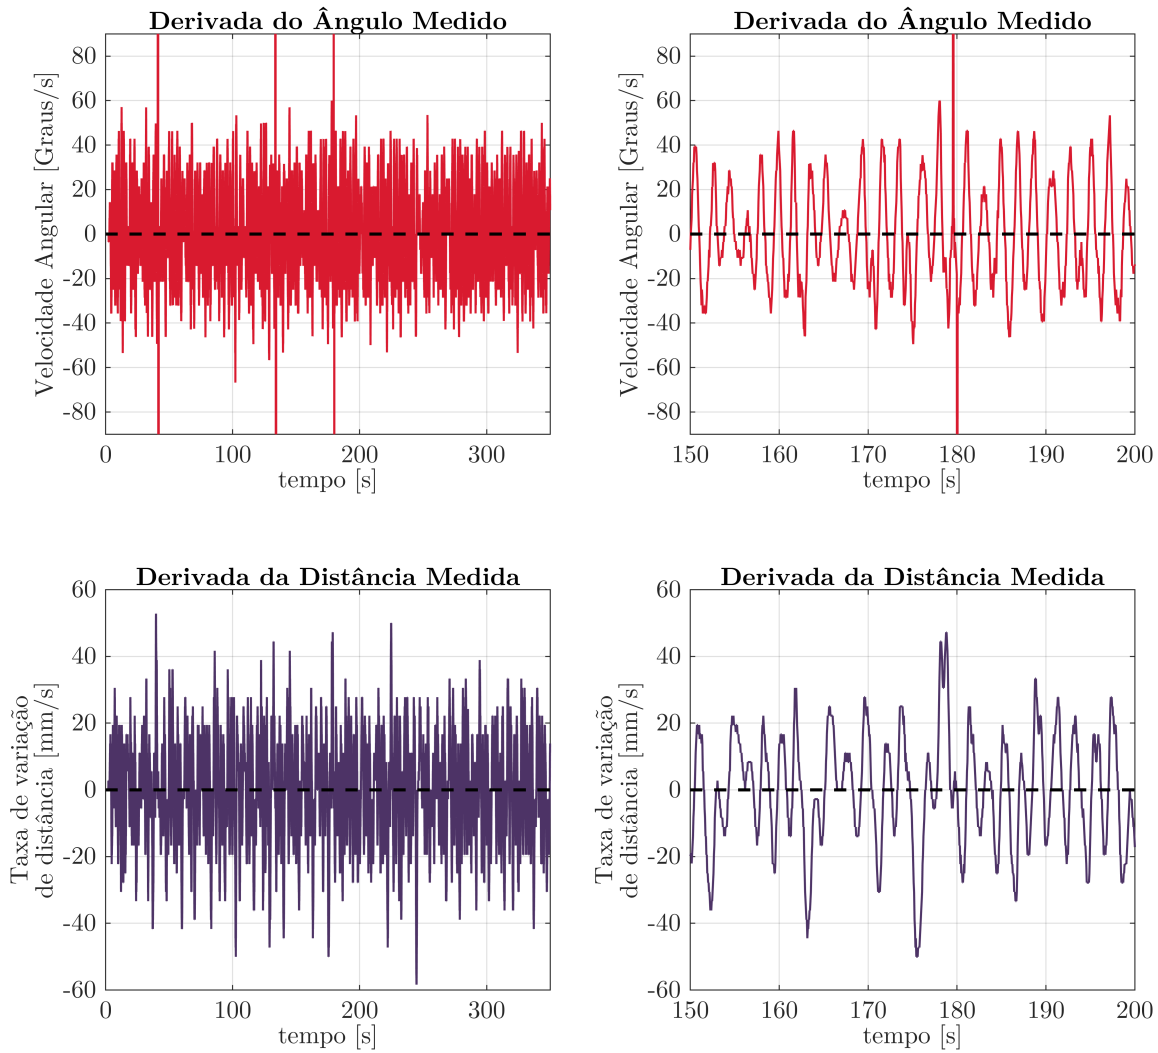 Derivada do Ângulo Medido
Velocidade Angular [Graus/s]
80
60
40
20
0
-20
-40
-60
-80
0 100 200 300
tempo [s]
Derivada do Ângulo Medido
Velocidade Angular [Graus/s]
80
60
40
20
0
-20
-40
-60
-80
150 160 170 180 190 200
tempo [s]
Derivada da Distância Medida
Taxa de variação
de distância [mm/s]
60
40
20
0
-20
-40
-60
0 100 200 300
tempo [s]
Derivada da Distância Medida
Taxa de variação
de distância [mm/s]
60
40
20
0
-20
-40
-60
150 160 170 180 190 200
tempo [s]